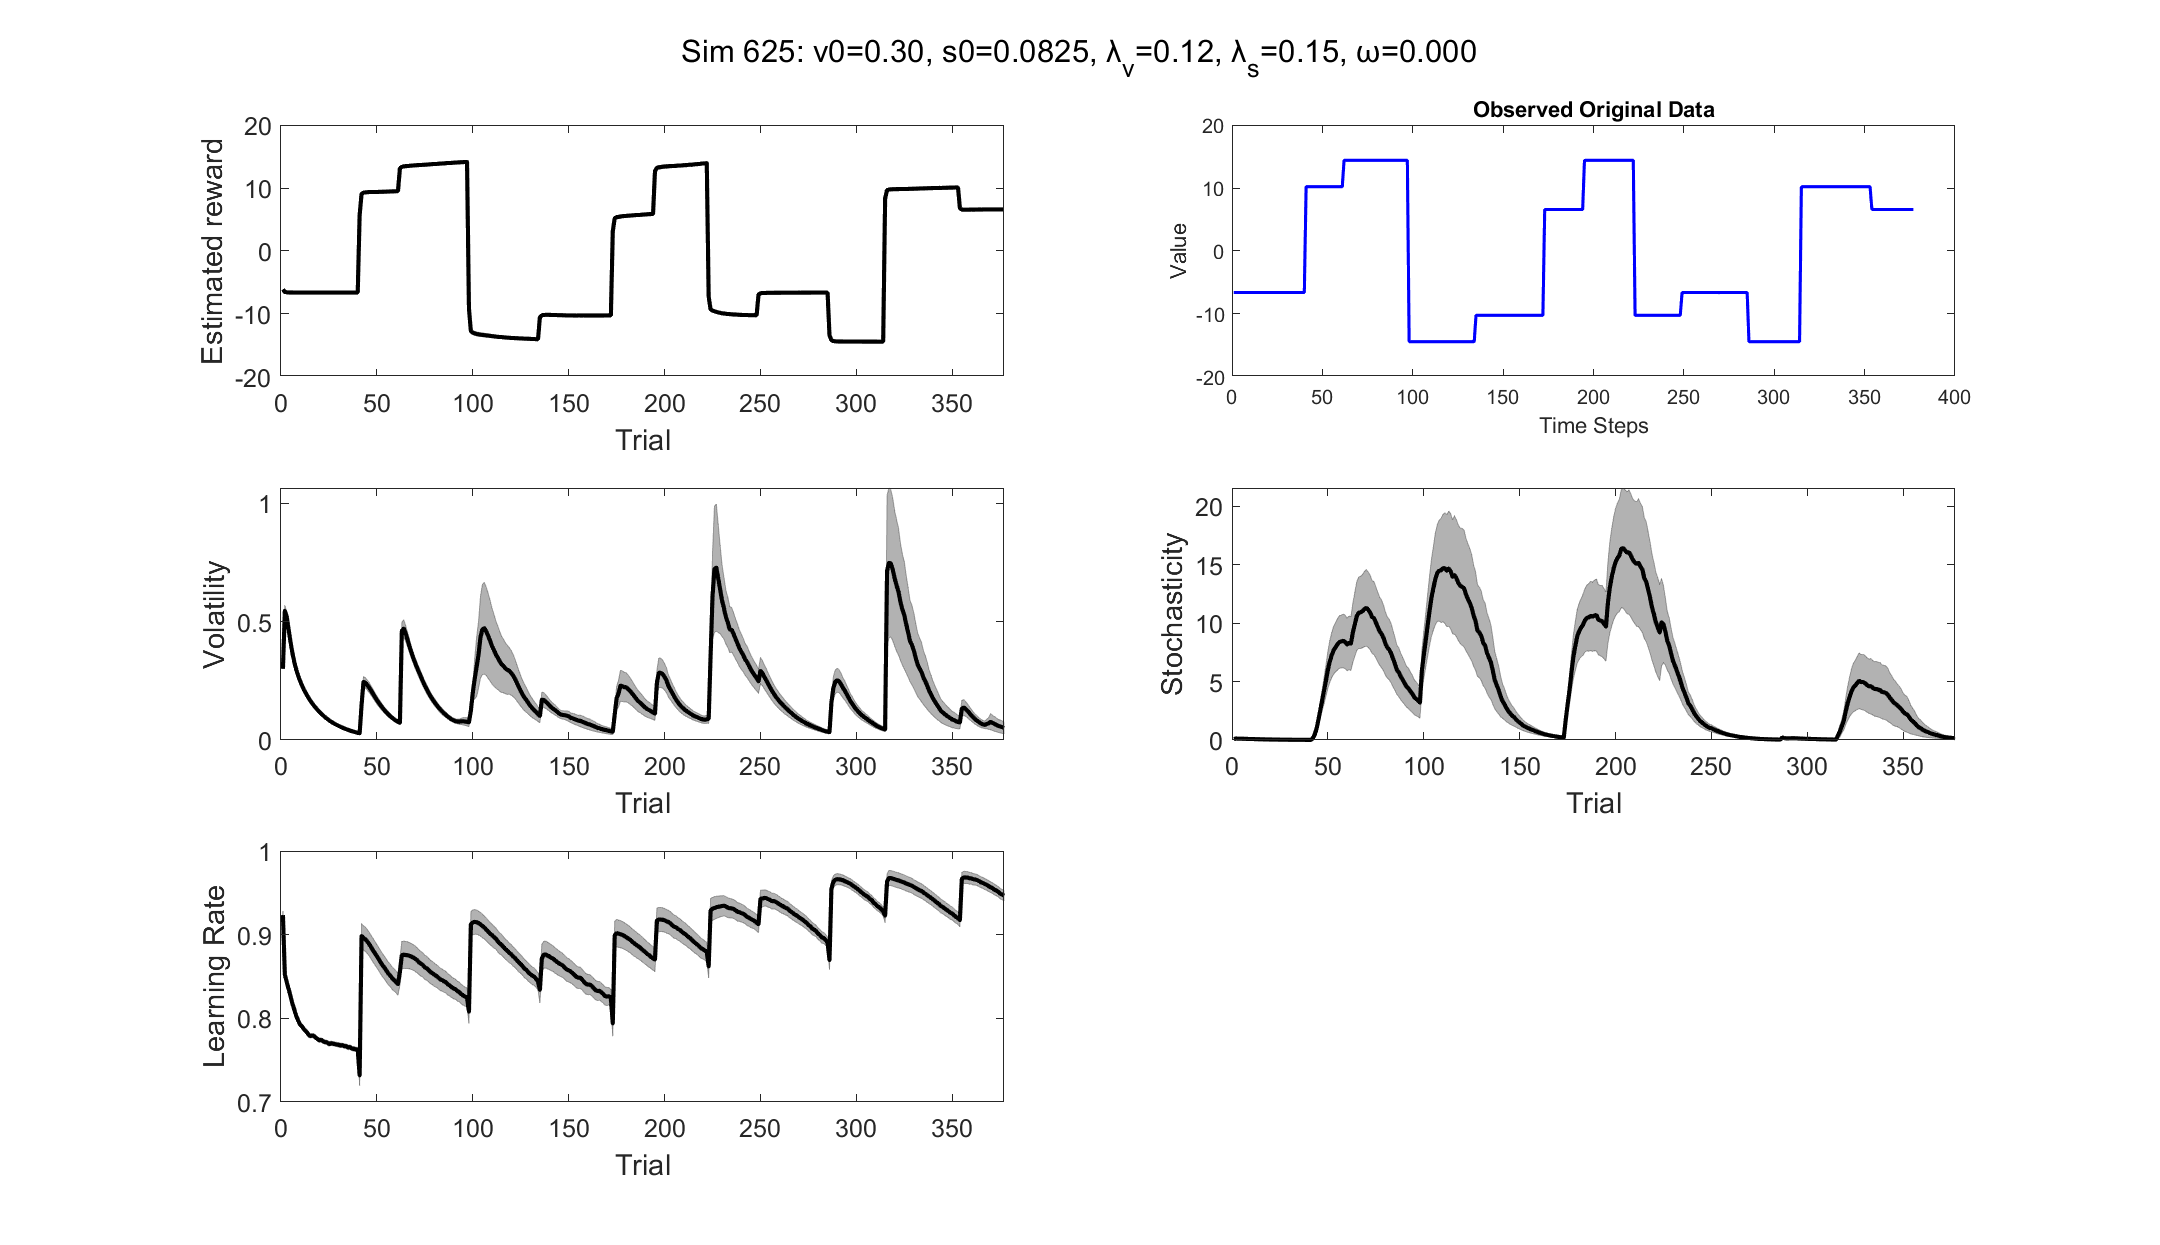 Sim 625: v0=0.30, s0=0.0825, λv=0.12, λs=0.15, ω=0.000
Estimated reward
20
10
0
-10
-20
0 50 100 150 200 250 300 350
Trial
Observed Original Data
Value
20
10
0
-10
-20
0 50 100 150 200 250 300 350 400
Time Steps
Volatility
1
0.5
0
0 50 100 150 200 250 300 350
Trial
Stochasticity
20
15
10
5
0
0 50 100 150 200 250 300 350
Trial
Learning Rate
1
0.9
0.8
0.7
0 50 100 150 200 250 300 350
Trial